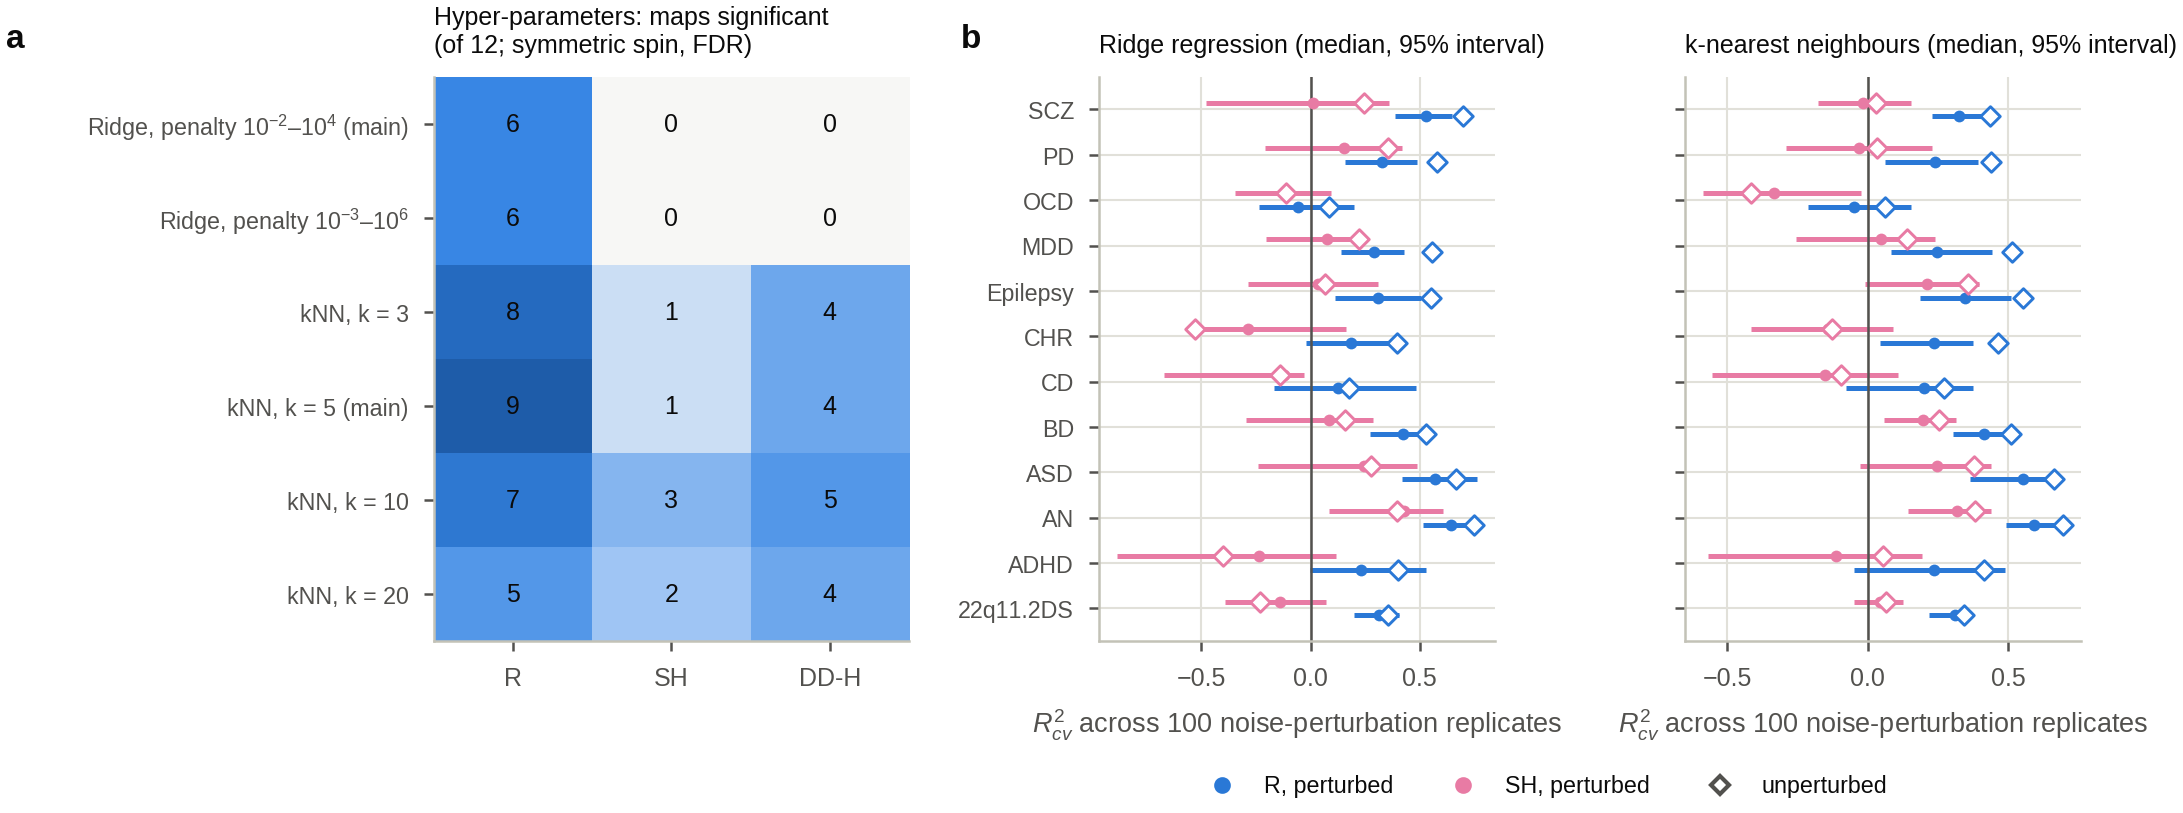 a
Hyper-parameters: maps significant
(of 12; symmetric spin, FDR)
Ridge, penalty 10⁻²–10⁴ (main)
6 0 0
Ridge, penalty 10⁻³–10⁶
6 0 0
kNN, k = 3
8 1 4
kNN, k = 5 (main)
9 1 4
kNN, k = 10
7 3 5
kNN, k = 20
5 2 4
R SH DD-H
b
Ridge regression (median, 95% interval)
SCZ
PD
OCD
MDD
Epilepsy
CHR
CD
BD
ASD
AN
ADHD
22q11.2DS
−0.5 0.0 0.5
R²cv across 100 noise-perturbation replicates
k-nearest neighbours (median, 95% interval)
−0.5 0.0 0.5
R²cv across 100 noise-perturbation replicates
R, perturbed SH, perturbed unperturbed